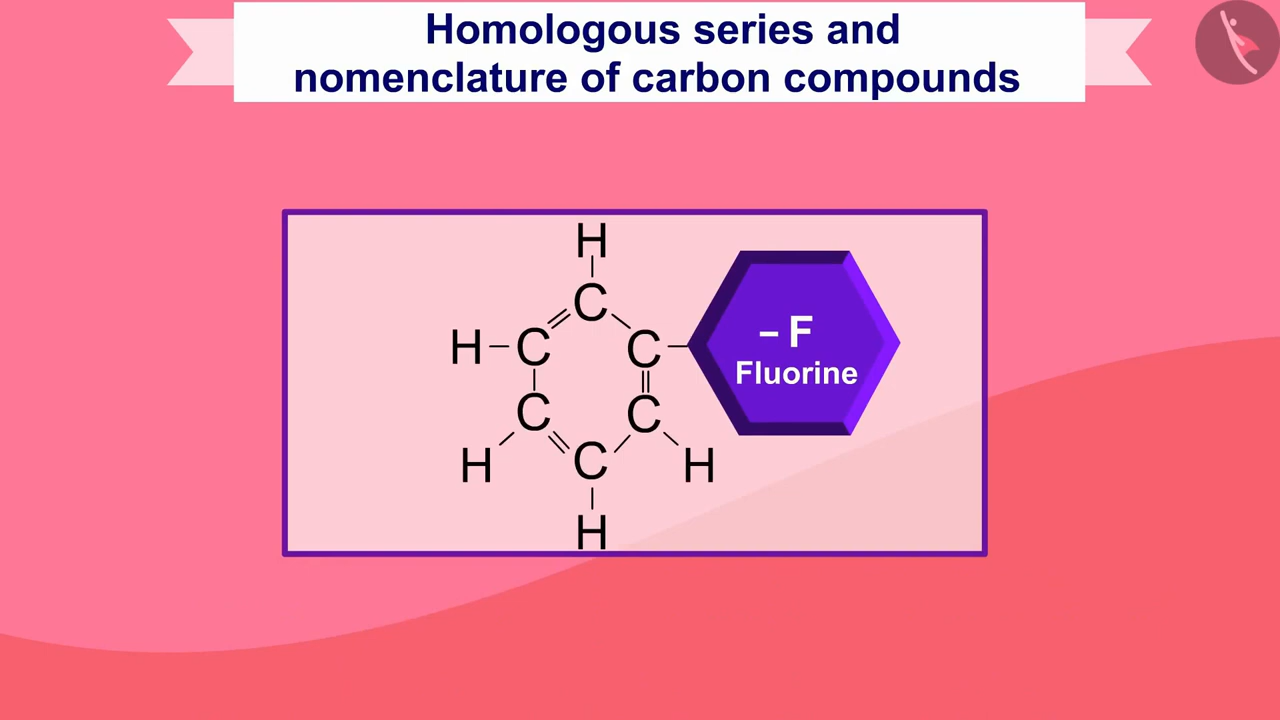 Homologous series and
nomenclature of carbon compounds
H
C
H – C C –
– F
Fluorine
C C
H C H
H